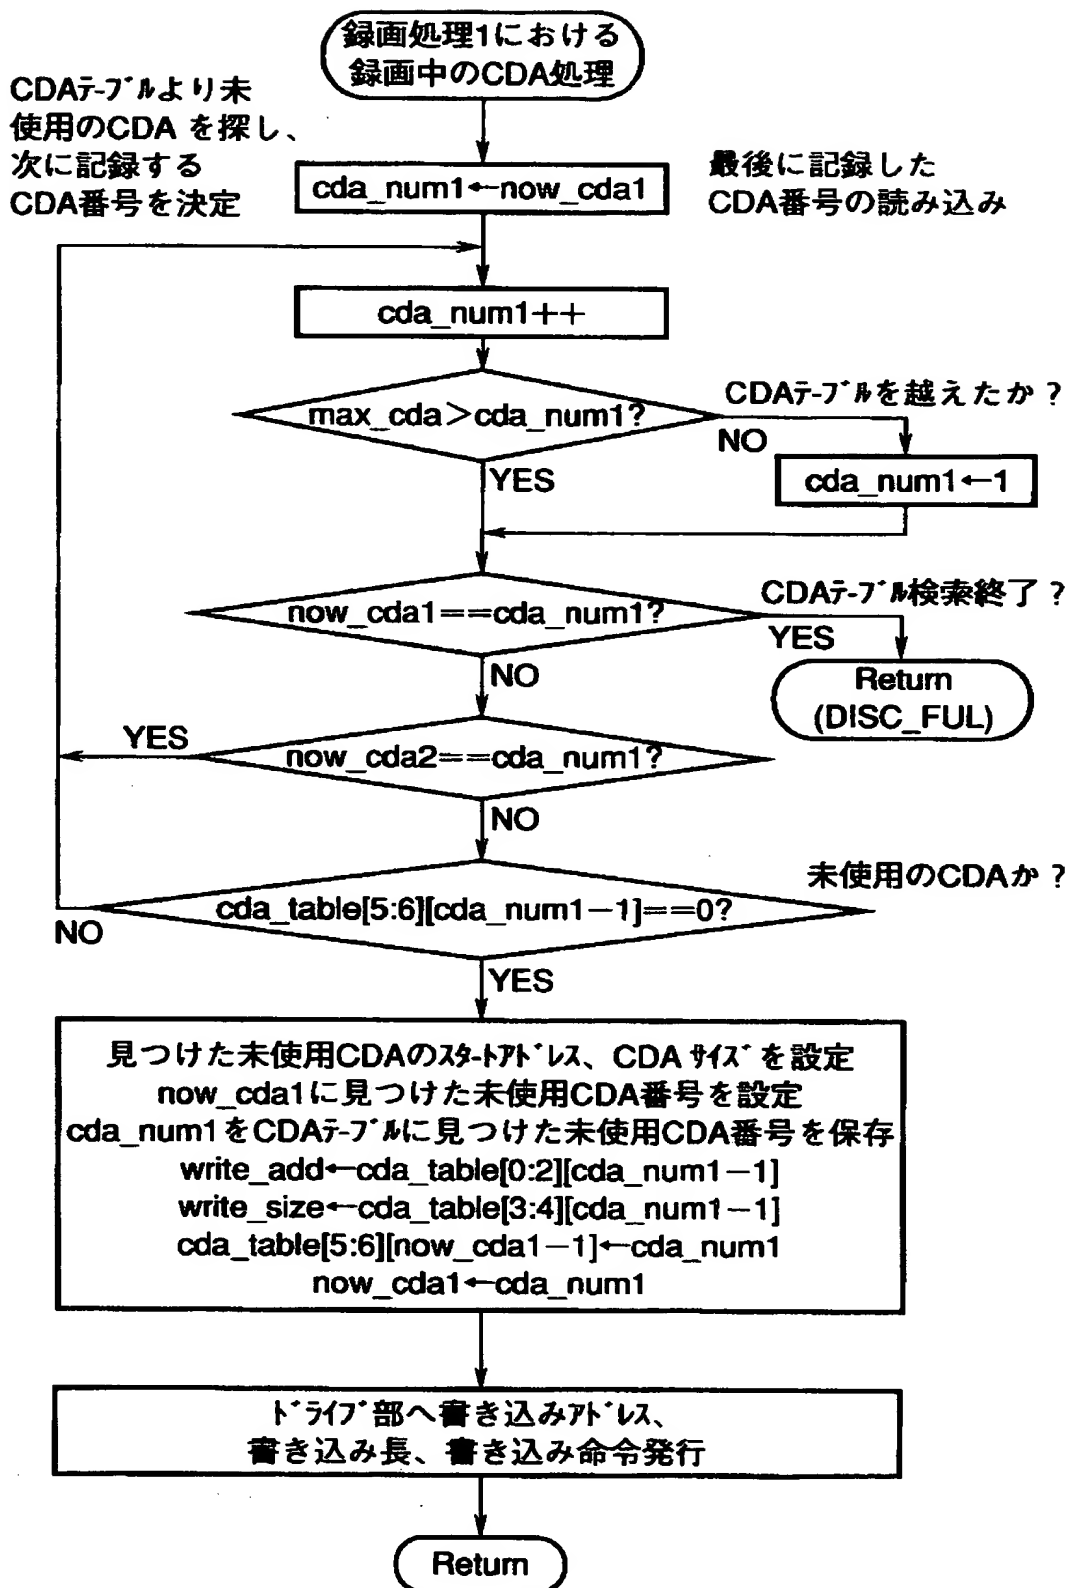 録画処理1における
録画中のCDA処理
CDAテーブルより未
使用のCDA を探し、
次に記録する
CDA番号を決定
cda_num1←now_cda1
最後に記録した
CDA番号の読み込み
cda_num1++
max_cda>cda_num1?
CDAテーブルを越えたか?
NO
YES
cda_num1←1
now_cda1==cda_num1?
CDAテーブル検索終了?
YES
NO
Return
(DISC_FUL)
YES
now_cda2==cda_num1?
NO
未使用のCDAか?
cda_table[5:6][cda_num1−1]==0?
NO
YES
見つけた未使用CDAのスタートアドレス、CDA サイズを設定
now_cda1に見つけた未使用CDA番号を設定
cda_num1をCDAテーブルに見つけた未使用CDA番号を保存
write_add←cda_table[0:2][cda_num1−1]
write_size←cda_table[3:4][cda_num1−1]
cda_table[5:6][now_cda1−1]←cda_num1
now_cda1←cda_num1
ドライブ部へ書き込みアドレス、
書き込み長、書き込み命令発行
Return